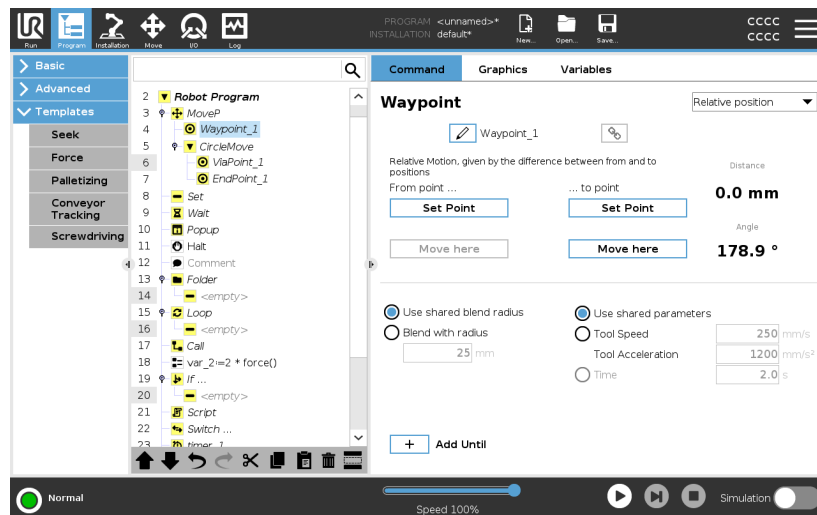 PROGRAM <unnamed>*
INSTALLATION default*
CCCC
CCCC
Run Program Installation Move I/O Log New... Open... Save...
Basic
Advanced
Templates
Seek
Force
Palletizing
Conveyor
Tracking
Screwdriving
2 Robot Program
3 MoveP
4 Waypoint_1
5 CircleMove
6 ViaPoint_1
7 EndPoint_1
8 Set
9 Wait
10 Popup
11 Halt
12 Comment
13 Folder
14 <empty>
15 Loop
16 <empty>
17 Call
18 var_2:=2 * force()
19 If ...
20 <empty>
21 Script
22 Switch ...
23 timer_1
Command Graphics Variables
Waypoint
Relative position
Waypoint_1
Relative Motion, given by the difference between from and to
positions
Distance
From point ... ... to point
0.0 mm
Set Point Set Point
Angle
Move here Move here
178.9 °
Use shared blend radius Use shared parameters
Blend with radius Tool Speed 250 mm/s
25 mm Tool Acceleration 1200 mm/s²
Time 2.0 s
+ Add Until
Normal
Speed 100%
Simulation